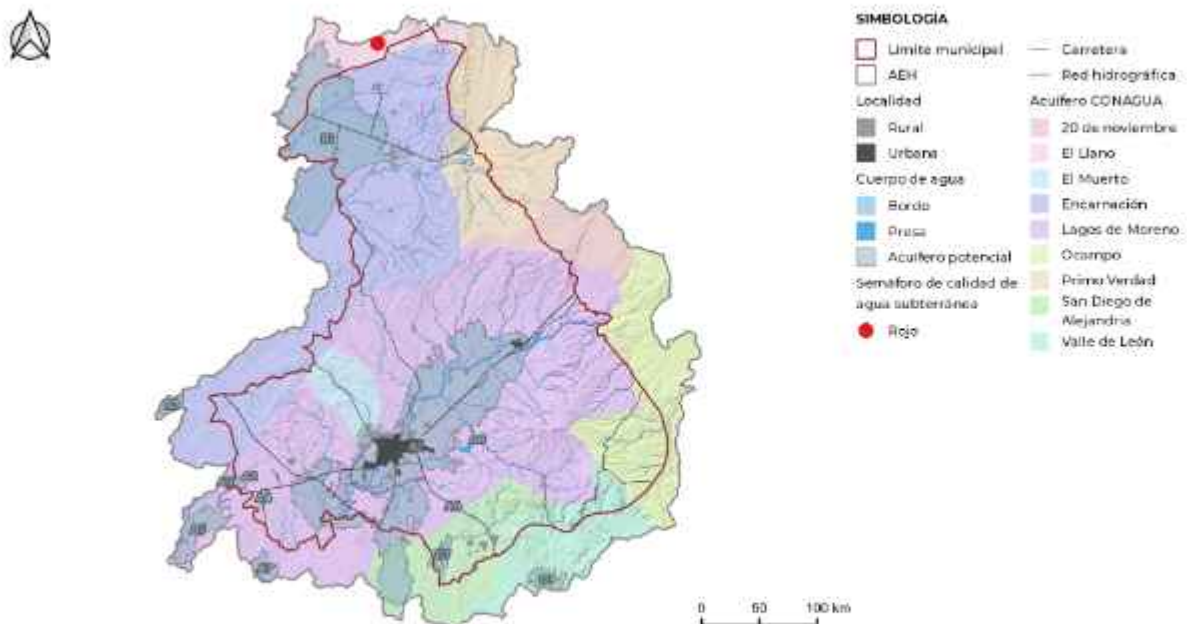 SIMBOLOGÍA
Límite municipal
AEH
Localidad
Rural
Urbana
Cuerpo de agua
Bordo
Presa
Acuífero potencial
Semáforo de calidad de
agua subterránea
Rojo
Carretera
Red hidrográfica
Acuífero CONAGUA
20 de noviembre
El Llano
El Muerto
Encarnación
Lagos de Moreno
Ocampo
Primo Verdad
San Diego de
Alejandría
Valle de León
0 50 100 km